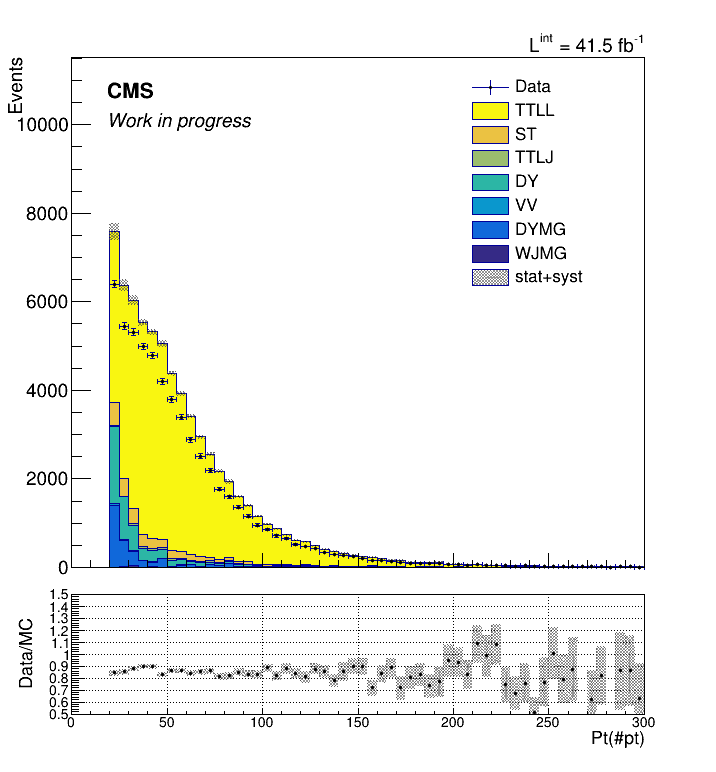 L^int = 41.5 fb^-1
Events
CMS
Work in progress
Data
TTLL
ST
TTLJ
DY
VV
DYMG
WJMG
stat+syst
10000
8000
6000
4000
2000
0
Data/MC
1.5
1.4
1.3
1.2
1.1
1
0.9
0.8
0.7
0.6
0.5
0 50 100 150 200 250 300
Pt(#pt)